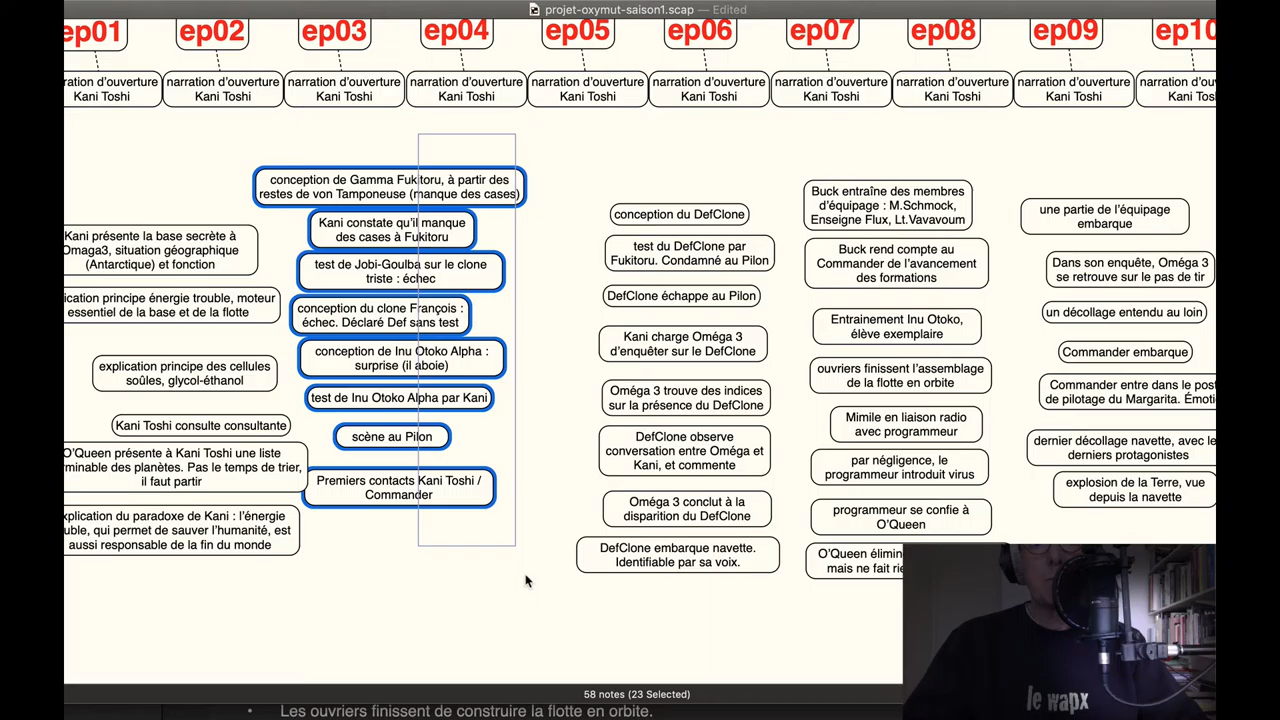 projet-oxymut-saison1.scap — Edited
ep01
ep02
ep03
ep04
ep05
ep06
ep07
ep08
ep09
ep10
narration d'ouverture
Kani Toshi
narration d'ouverture
Kani Toshi
narration d'ouverture
Kani Toshi
narration d'ouverture
Kani Toshi
narration d'ouverture
Kani Toshi
narration d'ouverture
Kani Toshi
narration d'ouverture
Kani Toshi
narration d'ouverture
Kani Toshi
narration d'ouverture
Kani Toshi
narration d'ou
Kani Tos
Kani présente la base secrète à
Omaga3, situation géographique
(Antarctique) et fonction
ication principe énergie trouble, moteur
essentiel de la base et de la flotte
explication principe des cellules
soûles, glycol-éthanol
Kani Toshi consulte consultante
O'Queen présente à Kani Toshi une liste
rminable des planètes. Pas le temps de trier,
il faut partir
xplication du paradoxe de Kani : l'énergie
uble, qui permet de sauver l'humanité, est
aussi responsable de la fin du monde
conception de Gamma Fukitoru, à partir des
restes de von Tamponeuse (manque des cases)
Kani constate qu'il manque
des cases à Fukitoru
test de Jobi-Goulba sur le clone
triste : échec
conception du clone François :
échec. Déclaré Def sans test
conception de Inu Otoko Alpha :
surprise (il aboie)
test de Inu Otoko Alpha par Kani
scène au Pilon
Premiers contacts Kani Toshi /
Commander
conception du DefClone
test du DefClone par
Fukitoru. Condamné au Pilon
DefClone échappe au Pilon
Kani charge Oméga 3
d'enquêter sur le DefClone
Oméga 3 trouve des indices
sur la présence du DefClone
DefClone observe
conversation entre Oméga et
Kani, et commente
Oméga 3 conclut à la
disparition du DefClone
DefClone embarque navette.
Identifiable par sa voix.
Buck entraîne des membres
d'équipage : M.Schmock,
Enseigne Flux, Lt.Vavavoum
Buck rend compte au
Commander de l'avancement
des formations
Entrainement Inu Otoko,
élève exemplaire
ouvriers finissent l'assemblage
de la flotte en orbite
Mimile en liaison radio
avec programmeur
par négligence, le
programmeur introduit virus
programmeur se confie à
O'Queen
O'Queen élimin
mais ne fait rie
une partie de l'équipage
embarque
Dans son enquête, Oméga 3
se retrouve sur le pas de tir
un décollage entendu au loin
Commander embarque
Commander entre dans le post
de pilotage du Margarita. Émoti
dernier décollage navette, avec le
derniers protagonistes
explosion de la Terre, vue
depuis la navette
le wapx
58 notes (23 Selected)
• Les ouvriers finissent de construire la flotte en orbite.